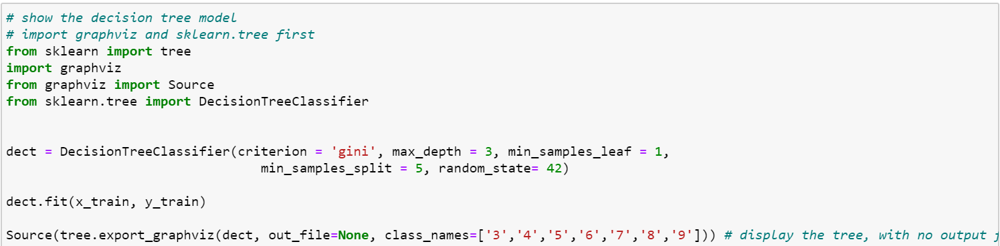 # show the decision tree model
# import graphviz and sklearn.tree first
from sklearn import tree
import graphviz
from graphviz import Source
from sklearn.tree import DecisionTreeClassifier
dect = DecisionTreeClassifier(criterion = 'gini', max_depth = 3, min_samples_leaf = 1,
min_samples_split = 5, random_state= 42)
dect.fit(x_train, y_train)
Source(tree.export_graphviz(dect, out_file=None, class_names=['3','4','5','6','7','8','9'])) # display the tree, with no output